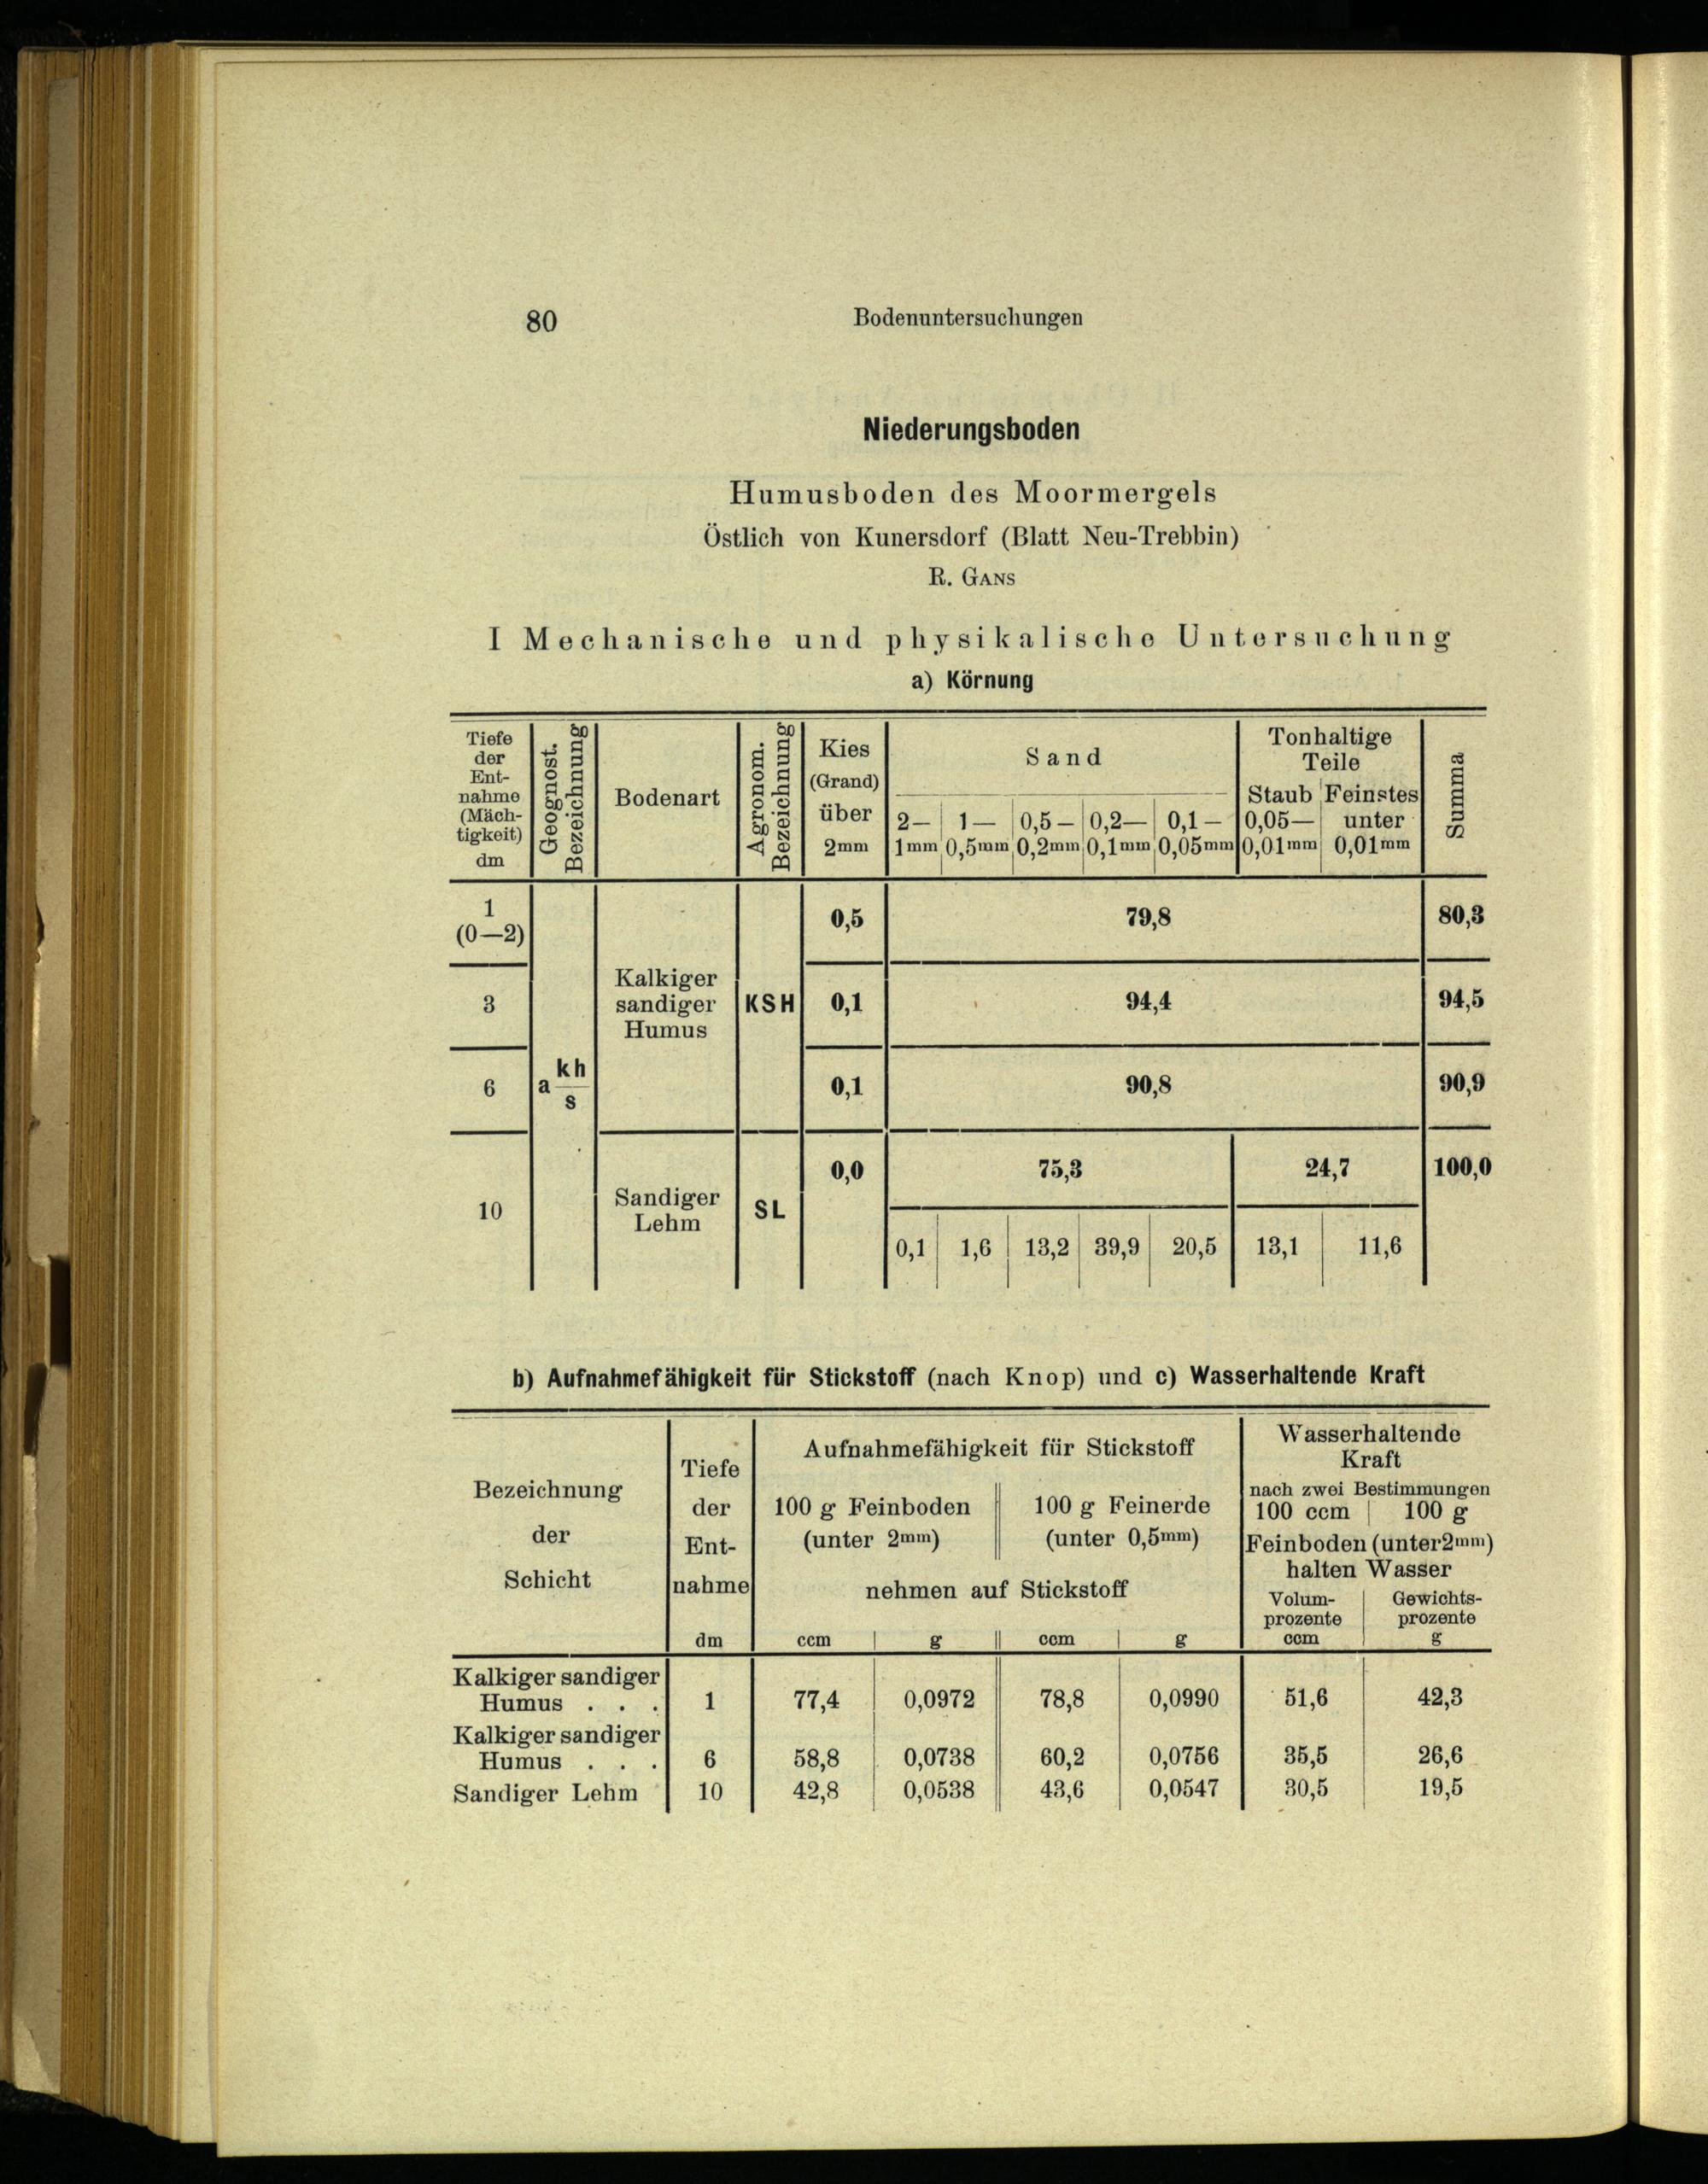 80 Bodenuntersuchungen
Niederungsboden
Humusboden des Moormergels
Östlich von Kunersdorf (Blatt Neu-Trebbin)
R. GANS
I Mechanische und physikalische Untersuchung
a) Körnung
Tiefe
der
Ent-
nahme
(Mäch-
tigkeit)
dm
Geognost.
Bezeichnung
Bodenart
Agronom.
Bezeichnung
Kies
(Grand)
über
2mm
Sand
2— 1— 0,5— 0,2— 0,1—
1mm 0,5mm 0,2mm 0,1mm 0,05mm
Tonhaltige
Teile
Staub Feinstes
0,05— unter
0,01mm 0,01mm
Summa
1
(0—2)
0,5 79,8 80,3
Kalkiger
sandiger
Humus
KSH
3 0,1 94,4 94,5
a kh
s
6 0,1 90,8 90,9
10
Sandiger
Lehm
SL
0,0 75,3 24,7 100,0
0,1 1,6 13,2 39,9 20,5 13,1 11,6
b) Aufnahmefähigkeit für Stickstoff (nach Knop) und c) Wasserhaltende Kraft
Bezeichnung
der
Schicht
Tiefe
der
Ent-
nahme
dm
Aufnahmefähigkeit für Stickstoff
100 g Feinboden 100 g Feinerde
(unter 2mm) (unter 0,5mm)
nehmen auf Stickstoff
ccm g ccm g
Wasserhaltende
Kraft
nach zwei Bestimmungen
100 ccm 100 g
Feinboden (unter 2mm)
halten Wasser
Volum- Gewichts-
prozente prozente
ccm g
Kalkiger sandiger
Humus . . . 1 77,4 0,0972 78,8 0,0990 51,6 42,3
Kalkiger sandiger
Humus . . . 6 58,8 0,0738 60,2 0,0756 35,5 26,6
Sandiger Lehm 10 42,8 0,0538 43,6 0,0547 30,5 19,5